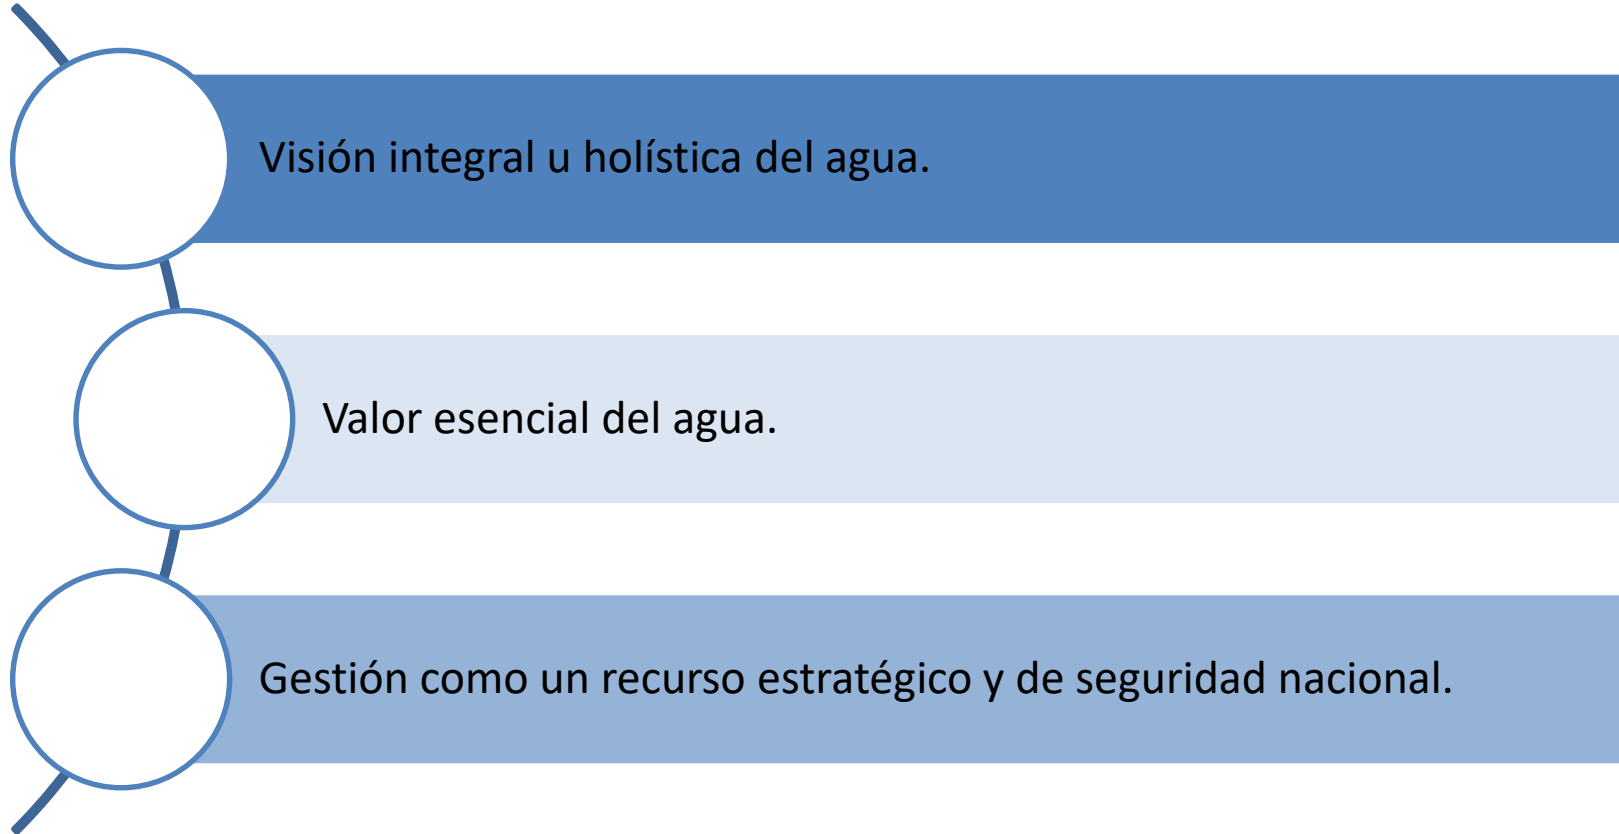 Visión integral u holística del agua.
Valor esencial del agua.
Gestión como un recurso estratégico y de seguridad nacional.